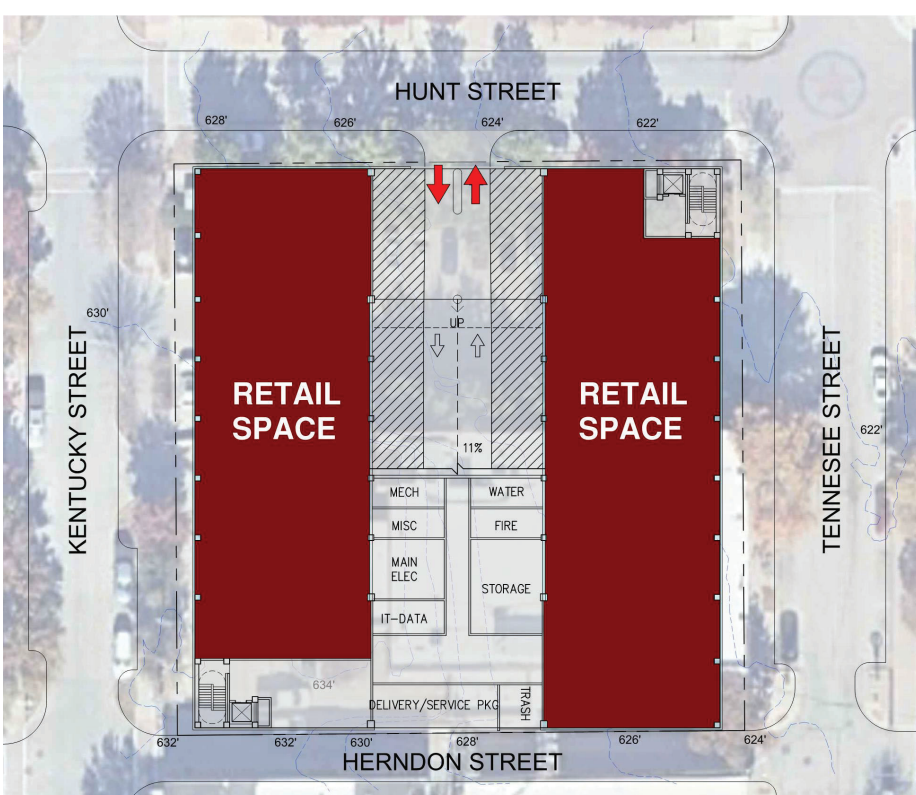 HUNT STREET
628'
626'
624'
622'
630'
UP
KENTUCKY STREET
RETAIL
SPACE
RETAIL
SPACE
TENNESEE STREET
622'
11%
MECH
WATER
MISC
FIRE
MAIN
ELEC
STORAGE
IT-DATA
634'
DELIVERY/SERVICE PKG
TRASH
632'
632'
630'
628'
626'
624'
HERNDON STREET